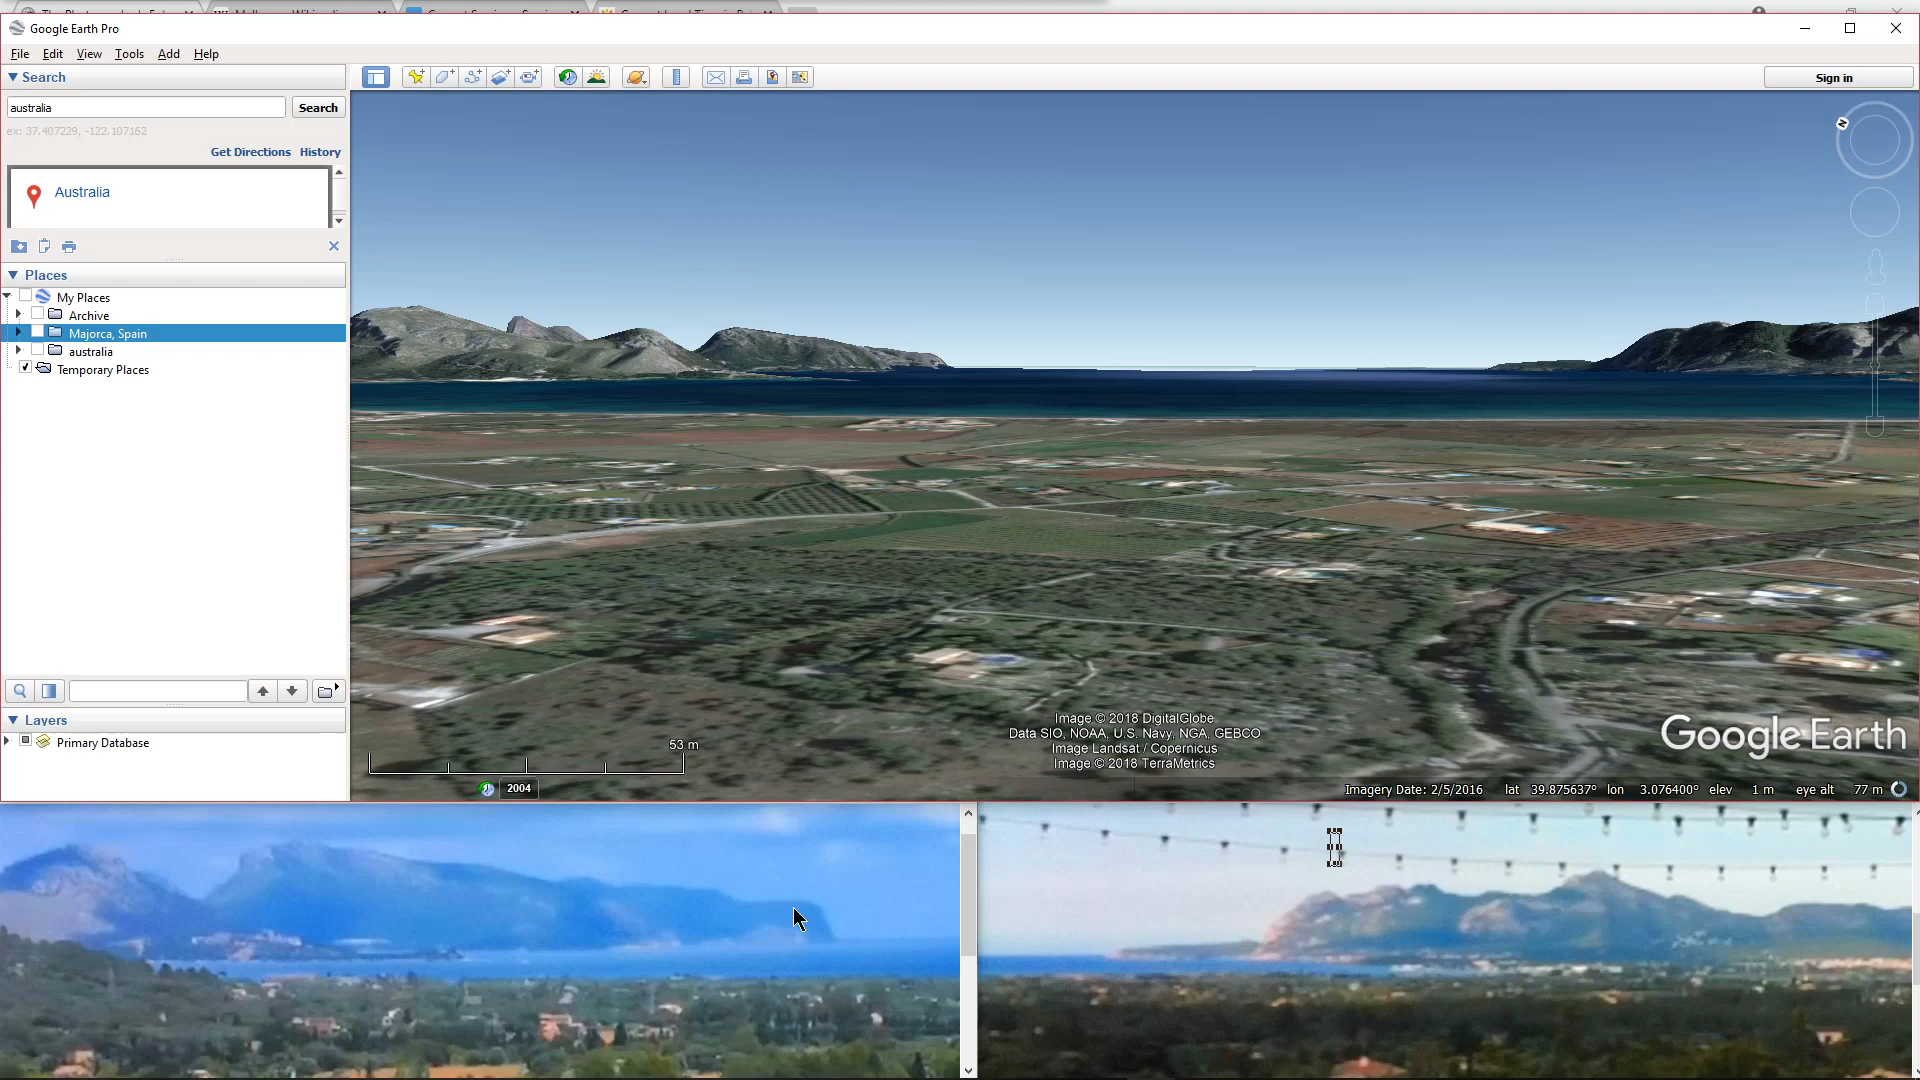 Google Earth Pro
File Edit View Tools Add Help
Search
australia
Search
ex: 37.407229, -122.107162
Get Directions History
Australia
Places
My Places
Archive
Majorca, Spain
australia
Temporary Places
Layers
Primary Database
Sign in
N
53 m
2004
Image © 2018 DigitalGlobe
Data SIO, NOAA, U.S. Navy, NGA, GEBCO
Image Landsat / Copernicus
Image © 2018 TerraMetrics
Google Earth
Imagery Date: 2/5/2016 lat 39.875637° lon 3.076400° elev 1 m eye alt 77 m